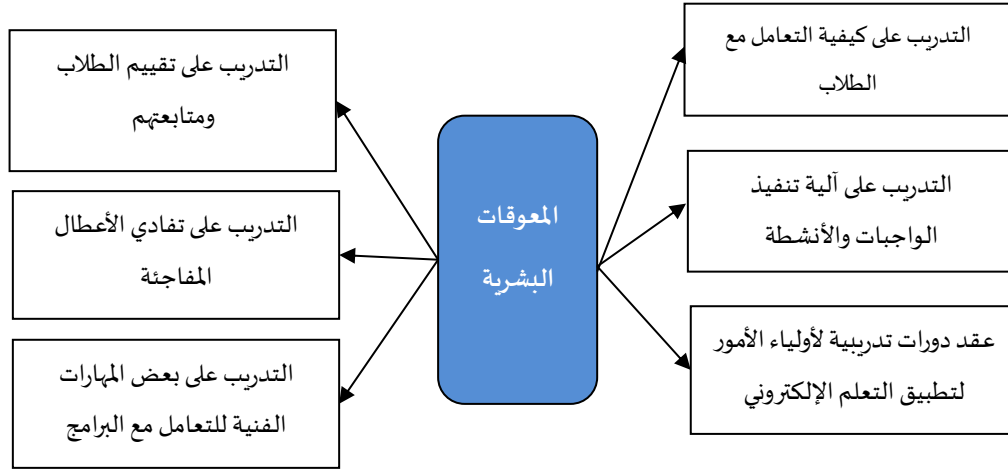 التدريب على كيفية التعامل مع
الطلاب
التدريب على آلية تنفيذ
الواجبات والأنشطة
عقد دورات تدريبية لأولياء الأمور
لتطبيق التعلم الإلكتروني
المعوقات
البشرية
التدريب على تقييم الطلاب
ومتابعتهم
التدريب على تفادي الأعطال
المفاجئة
التدريب على بعض المهارات
الفنية للتعامل مع البرامج